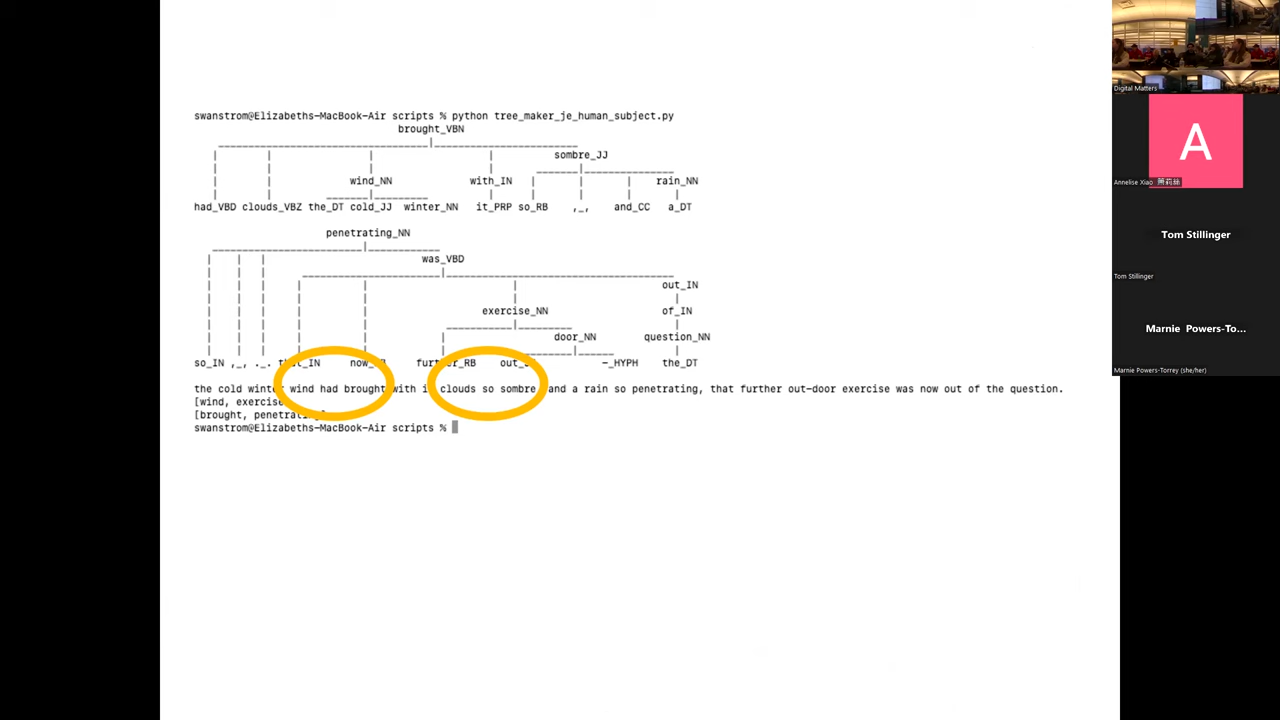 swanstrom@Elizabeths-MacBook-Air scripts % python tree_maker_je_human_subject.py
brought_VBN
sombre_JJ
wind_NN with_IN rain_NN
had_VBD clouds_VBZ the_DT cold_JJ winter_NN it_PRP so_RB ,_, and_CC a_DT
penetrating_NN
was_VBD
out_IN
exercise_NN of_IN
door_NN question_NN
so_IN ,_, ._. now_ further_RB -_HYPH the_DT
the cold winter wind had brought with it clouds so sombre and a rain so penetrating, that further out-door exercise was now out of the question.
[wind, exercise
[brought, penetrating]
swanstrom@Elizabeths-MacBook-Air scripts %
Digital Matters
A
Annelise Xiao
Tom Stillinger
Tom Stillinger
Marnie Powers-To...
Marnie Powers-Torrey (she/her)